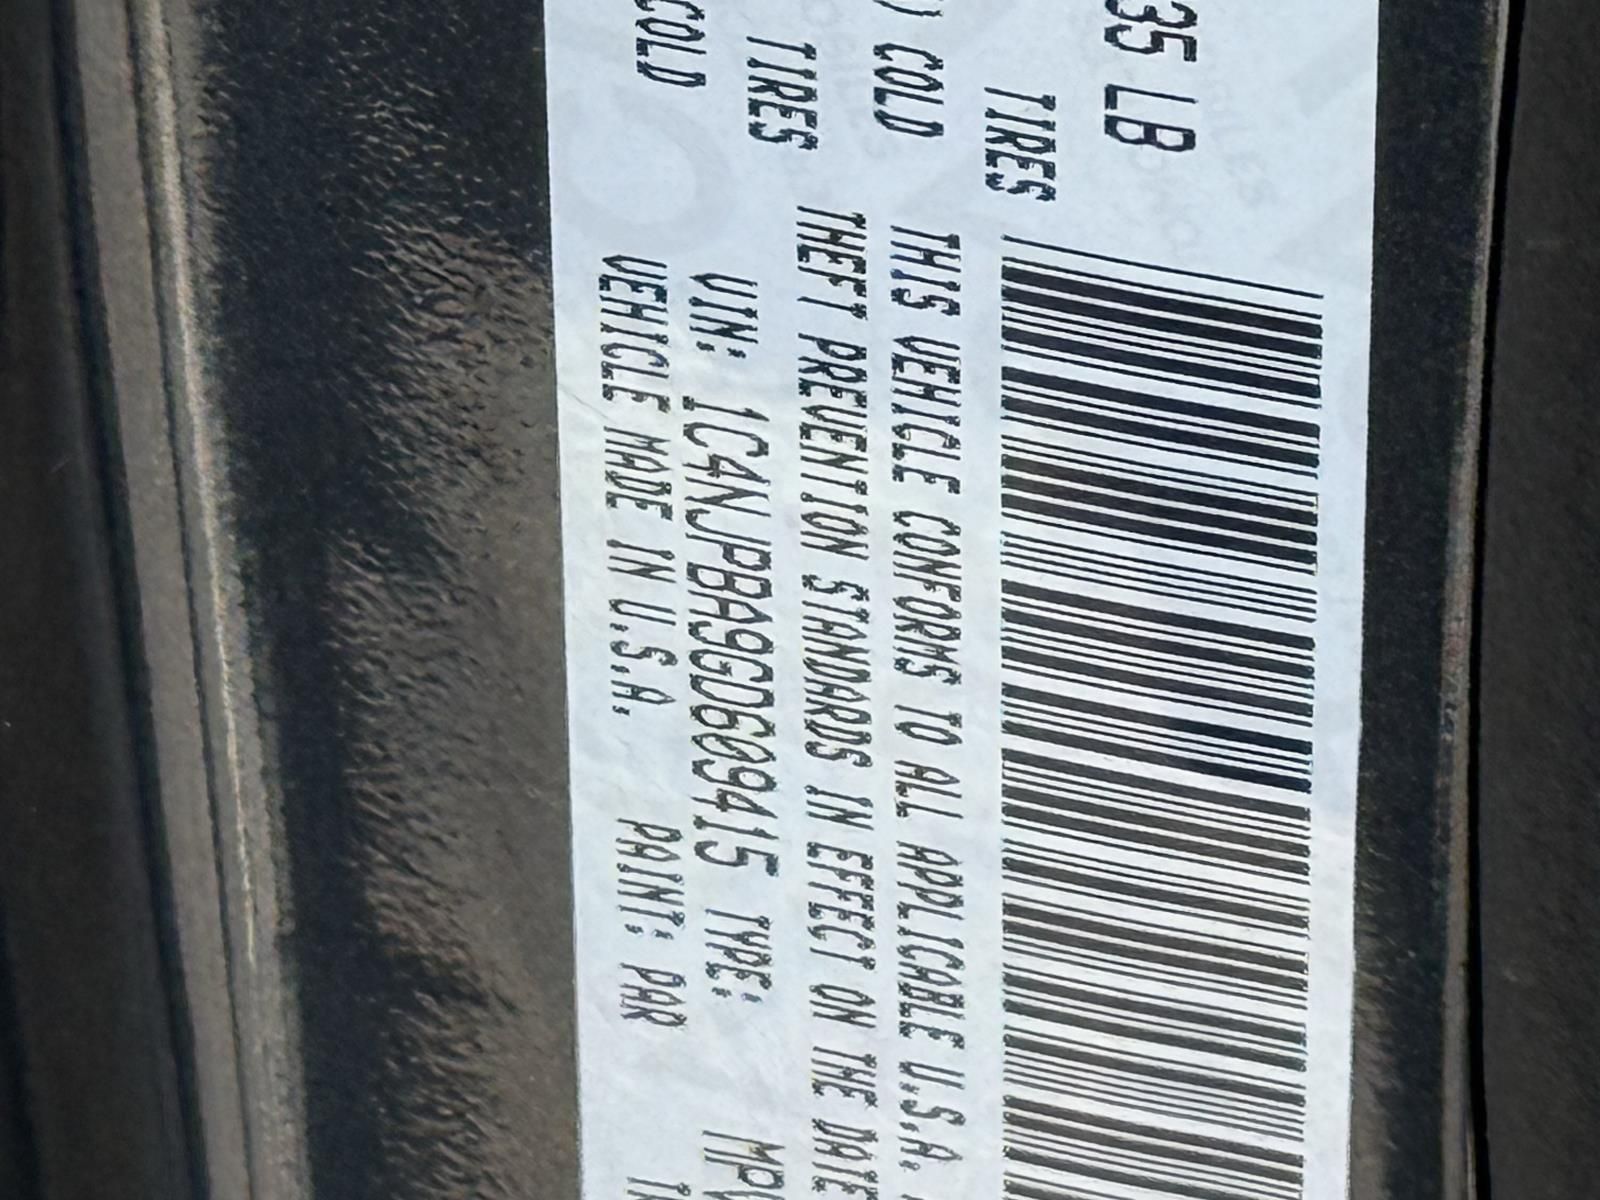 35 LB
TIRES
COLD
TIRES
COLD
THIS VEHICLE CONFORMS TO ALL APPLICABLE U.S.A.
THEFT PREVENTION STANDARDS IN EFFECT ON THE DATE
VIN: 1C4NJPBA9GD609415 TYPE: MPV
VEHICLE MADE IN U.S.A. PAINT: PAR